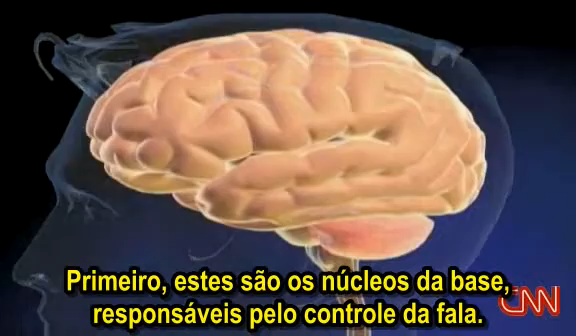 Primeiro, estes são os núcleos da base,
responsáveis pelo controle da fala.
CNN